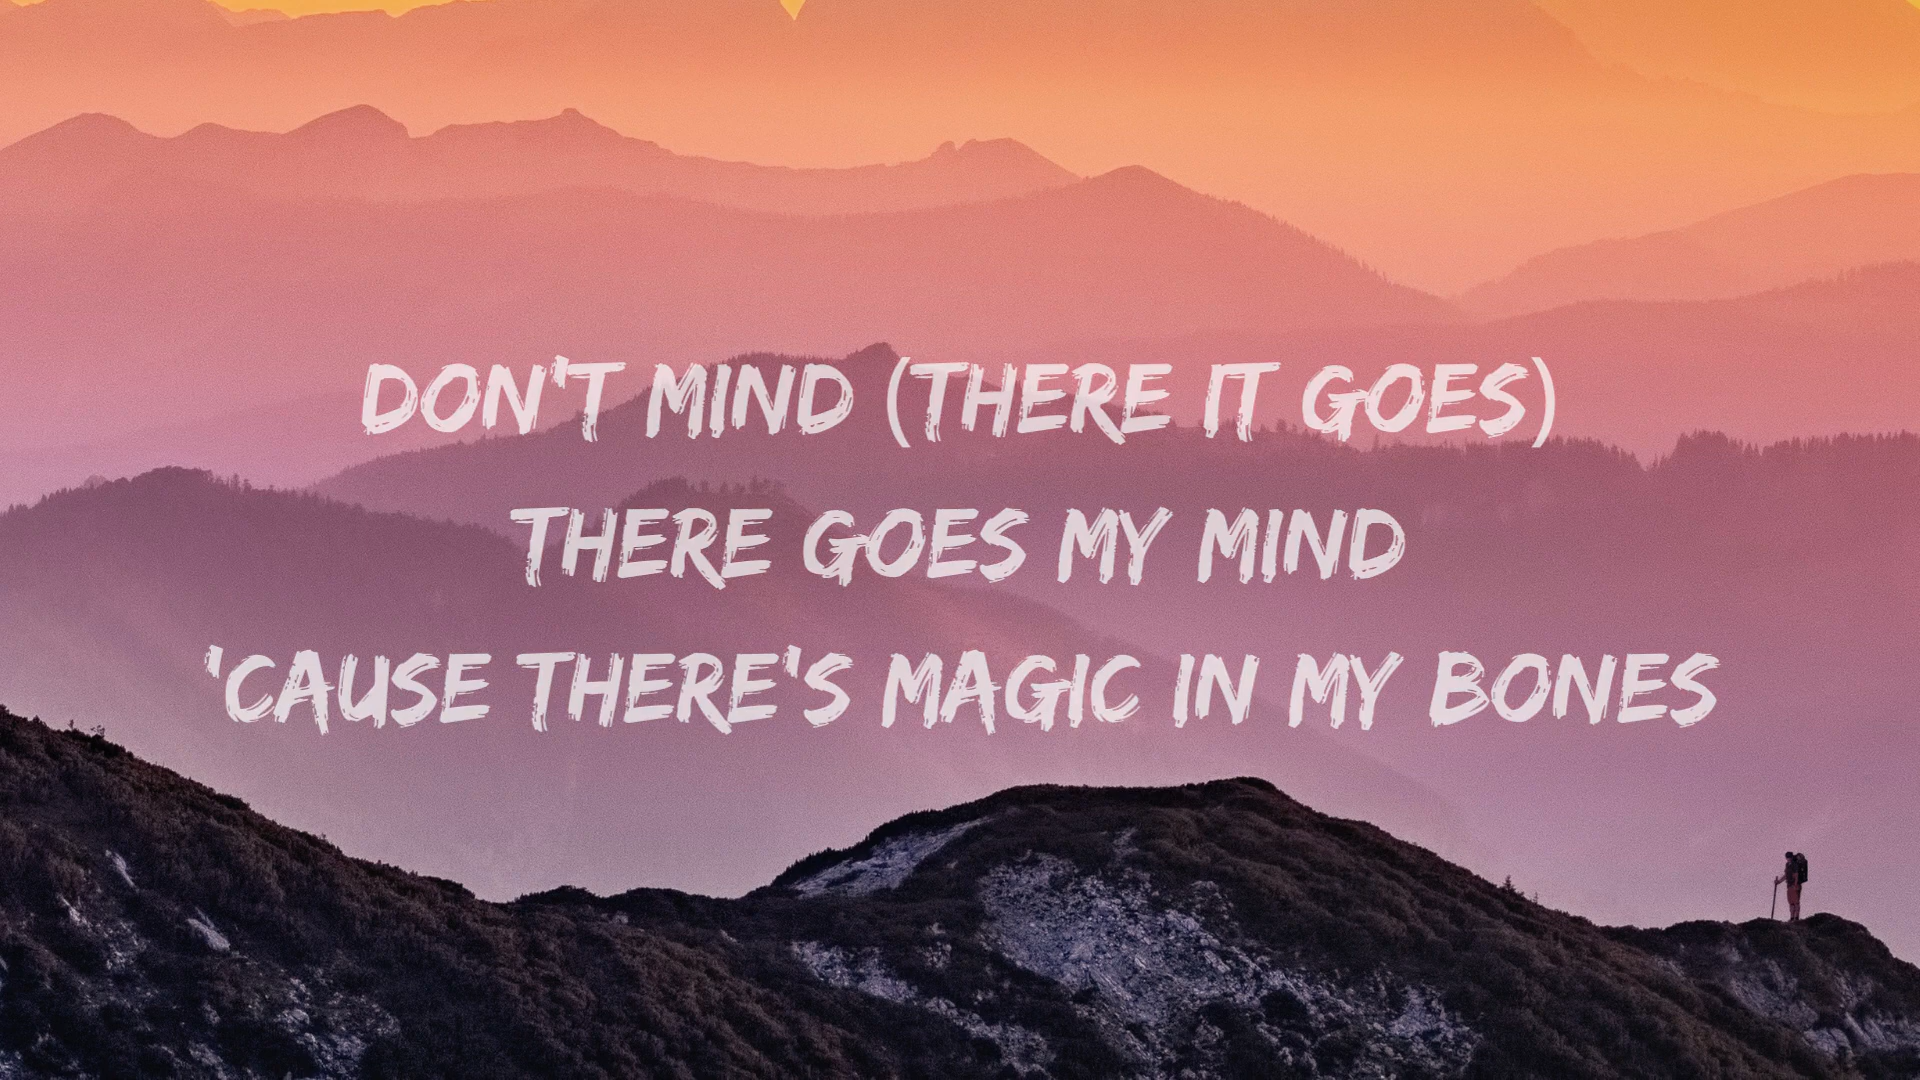 DON'T MIND (THERE IT GOES)
THERE GOES MY MIND
'CAUSE THERE'S MAGIC IN MY BONES